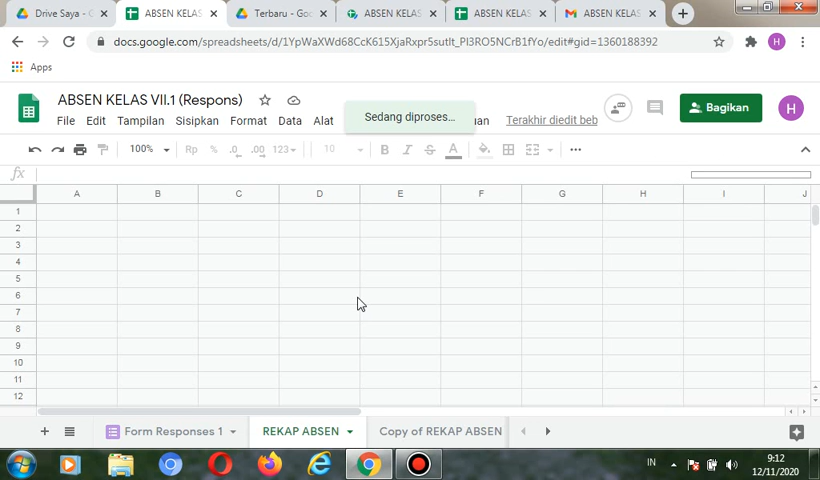 Drive Saya - G
ABSEN KELAS
Terbaru - Goo
ABSEN KELAS
ABSEN KELAS
ABSEN KELAS
docs.google.com/spreadsheets/d/1YpWaXWd68CcK615XjaRxpr5sutlt_PI3RO5NCrB1fYo/edit#gid=1360188392
H
Apps
ABSEN KELAS VII.1 (Respons)
Sedang diproses…
Bagikan
H
File Edit Tampilan Sisipkan Format Data Alat uan Terakhir diedit beb
100% Rp % .0 .00 123 10 B I S A
fx
A B C D E F G H I J
1
2
3
4
5
6
7
8
9
10
11
12
Form Responses 1 REKAP ABSEN Copy of REKAP ABSEN
IN
9:12
12/11/2020